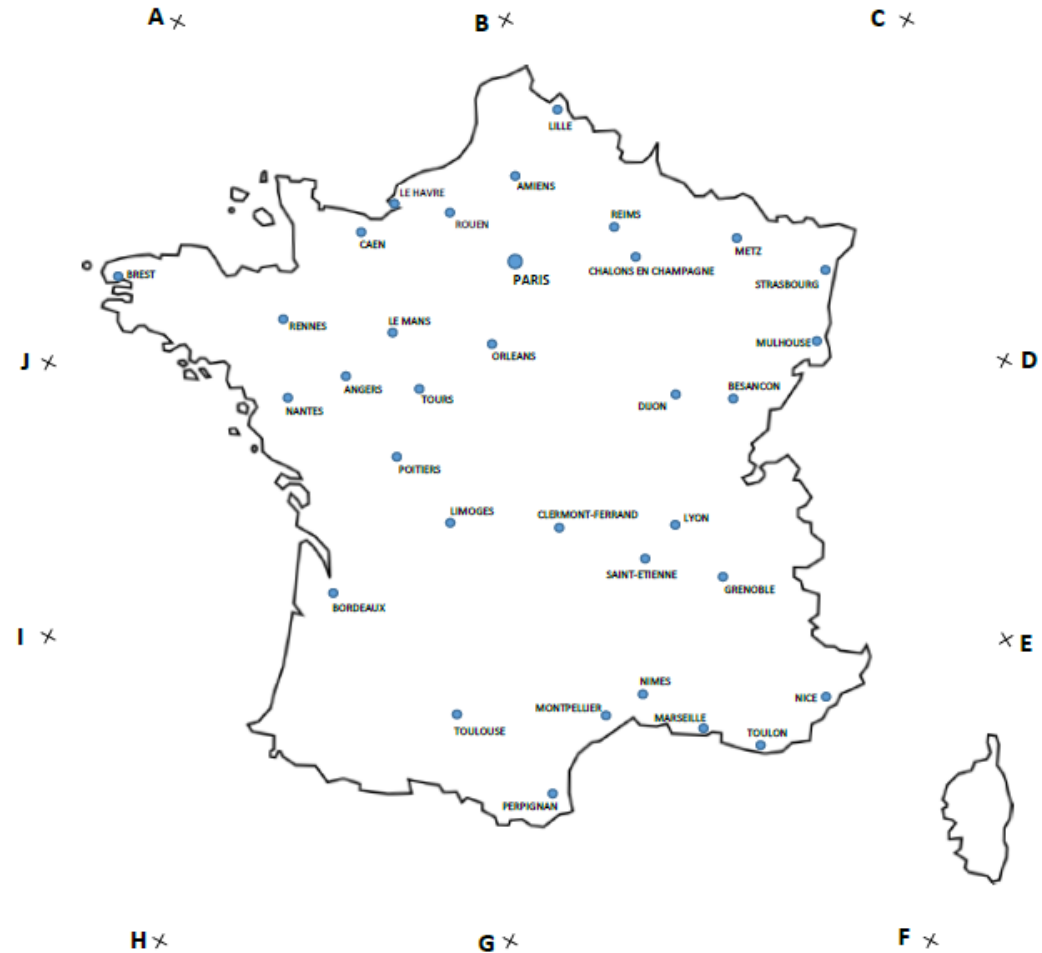 A
B
C
LILLE
AMIENS
LE HAVRE
REIMS
ROUEN
CAEN
METZ
CHALONS EN CHAMPAGNE
BREST
PARIS
STRASBOURG
RENNES
LE MANS
MULHOUSE
ORLEANS
J
D
ANGERS
BESANCON
TOURS
DIJON
NANTES
POITIERS
LIMOGES
CLERMONT-FERRAND
LYON
SAINT-ETIENNE
GRENOBLE
BORDEAUX
I
E
NIMES
NICE
MONTPELLIER
MARSEILLE
TOULOUSE
TOULON
PERPIGNAN
H
G
F